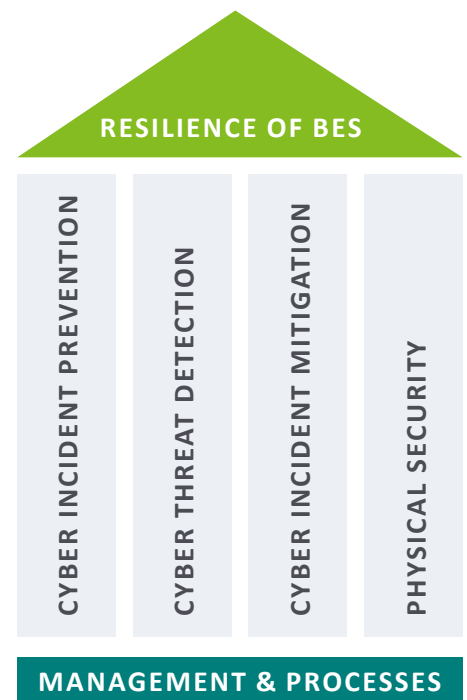 RESILIENCE OF BES
CYBER INCIDENT PREVENTION
CYBER THREAT DETECTION
CYBER INCIDENT MITIGATION
PHYSICAL SECURITY
MANAGEMENT & PROCESSES